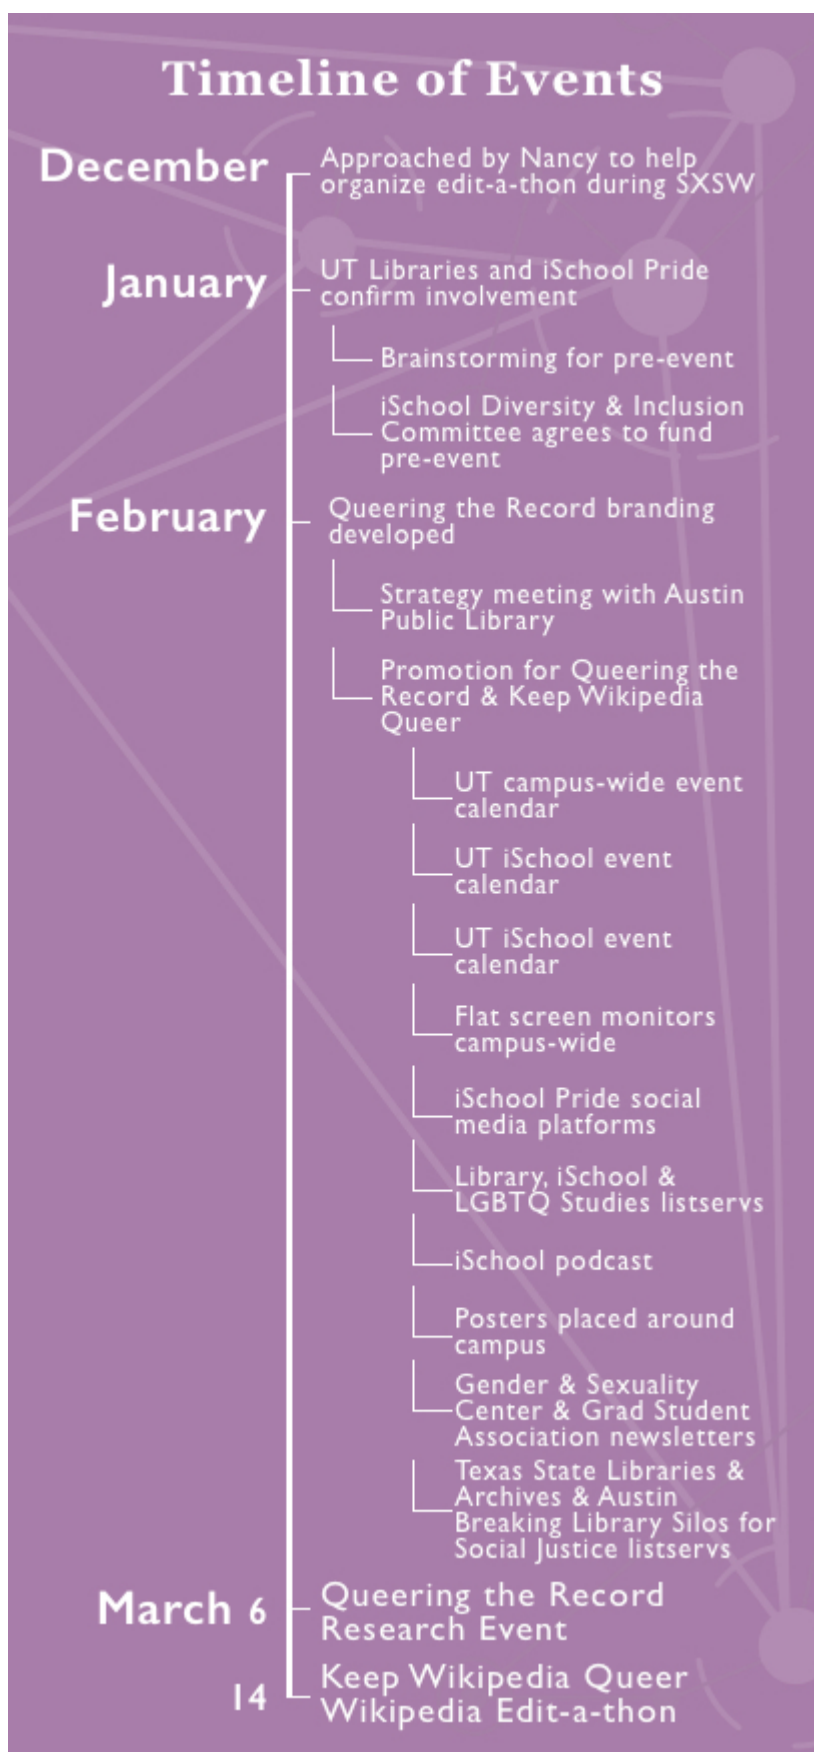 Timeline of Events
December
Approached by Nancy to help
organize edit-a-thon during SXSW
January
UT Libraries and iSchool Pride
confirm involvement
Brainstorming for pre-event
iSchool Diversity & Inclusion
Committee agrees to fund
pre-event
February
Queering the Record branding
developed
Strategy meeting with Austin
Public Library
Promotion for Queering the
Record & Keep Wikipedia
Queer
UT campus-wide event
calendar
UT iSchool event
calendar
UT iSchool event
calendar
Flat screen monitors
campus-wide
iSchool Pride social
media platforms
Library, iSchool &
LGBTQ Studies listservs
iSchool podcast
Posters placed around
campus
Gender & Sexuality
Center & Grad Student
Association newsletters
Texas State Libraries &
Archives & Austin
Breaking Library Silos for
Social Justice listservs
March 6
Queering the Record
Research Event
14
Keep Wikipedia Queer
Wikipedia Edit-a-thon